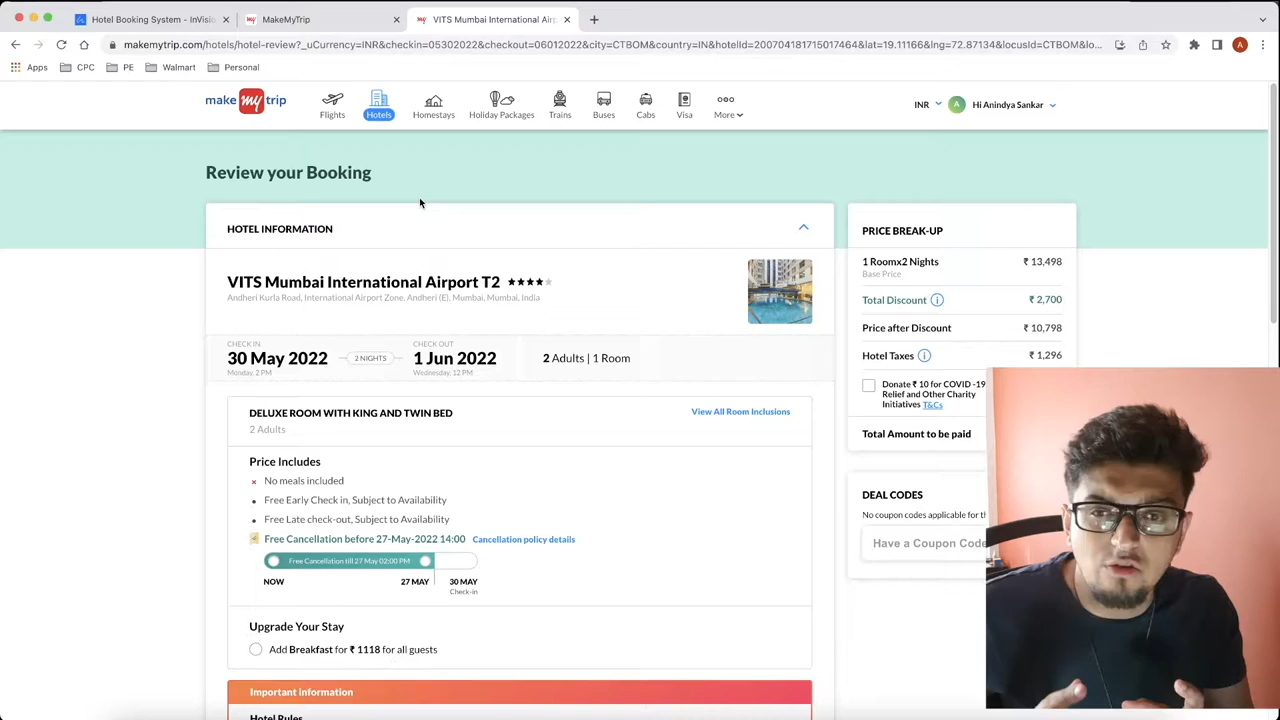 Hotel Booking System - InVisio
MakeMyTrip
VITS Mumbai International Airp
makemytrip.com/hotels/hotel-review?_uCurrency=INR&checkin=05302022&checkout=06012022&city=CTBOM&country=IN&hotelId=200704181715017464&lat=19.11166&lng=72.87134&locusId=CTBOM&lo...
A
Apps CPC PE Walmart Personal
make my trip
Flights Hotels Homestays Holiday Packages Trains Buses Cabs Visa More
INR A Hi Anindya Sankar
Review your Booking
HOTEL INFORMATION
VITS Mumbai International Airport T2
Andheri Kurla Road, International Airport Zone, Andheri (E), Mumbai, Mumbai, India
CHECK IN
30 May 2022
Monday, 2 PM
2 NIGHTS
CHECK OUT
1 Jun 2022
Wednesday, 12 PM
2 Adults | 1 Room
DELUXE ROOM WITH KING AND TWIN BED
View All Room Inclusions
2 Adults
Price Includes
No meals included
Free Early Check in, Subject to Availability
Free Late check-out, Subject to Availability
Free Cancellation before 27-May-2022 14:00 Cancellation policy details
Free Cancellation till 27 May 02:00 PM
NOW 27 MAY 30 MAY
Check-in
Upgrade Your Stay
Add Breakfast for ₹ 1118 for all guests
Important information
Hotel Rules
PRICE BREAK-UP
1 Roomx2 Nights ₹ 13,498
Base Price
Total Discount ₹ 2,700
Price after Discount ₹ 10,798
Hotel Taxes ₹ 1,296
Donate ₹ 10 for COVID -19
Relief and Other Charity
Initiatives T&Cs
Total Amount to be paid
DEAL CODES
No coupon codes applicable for th
Have a Coupon Code